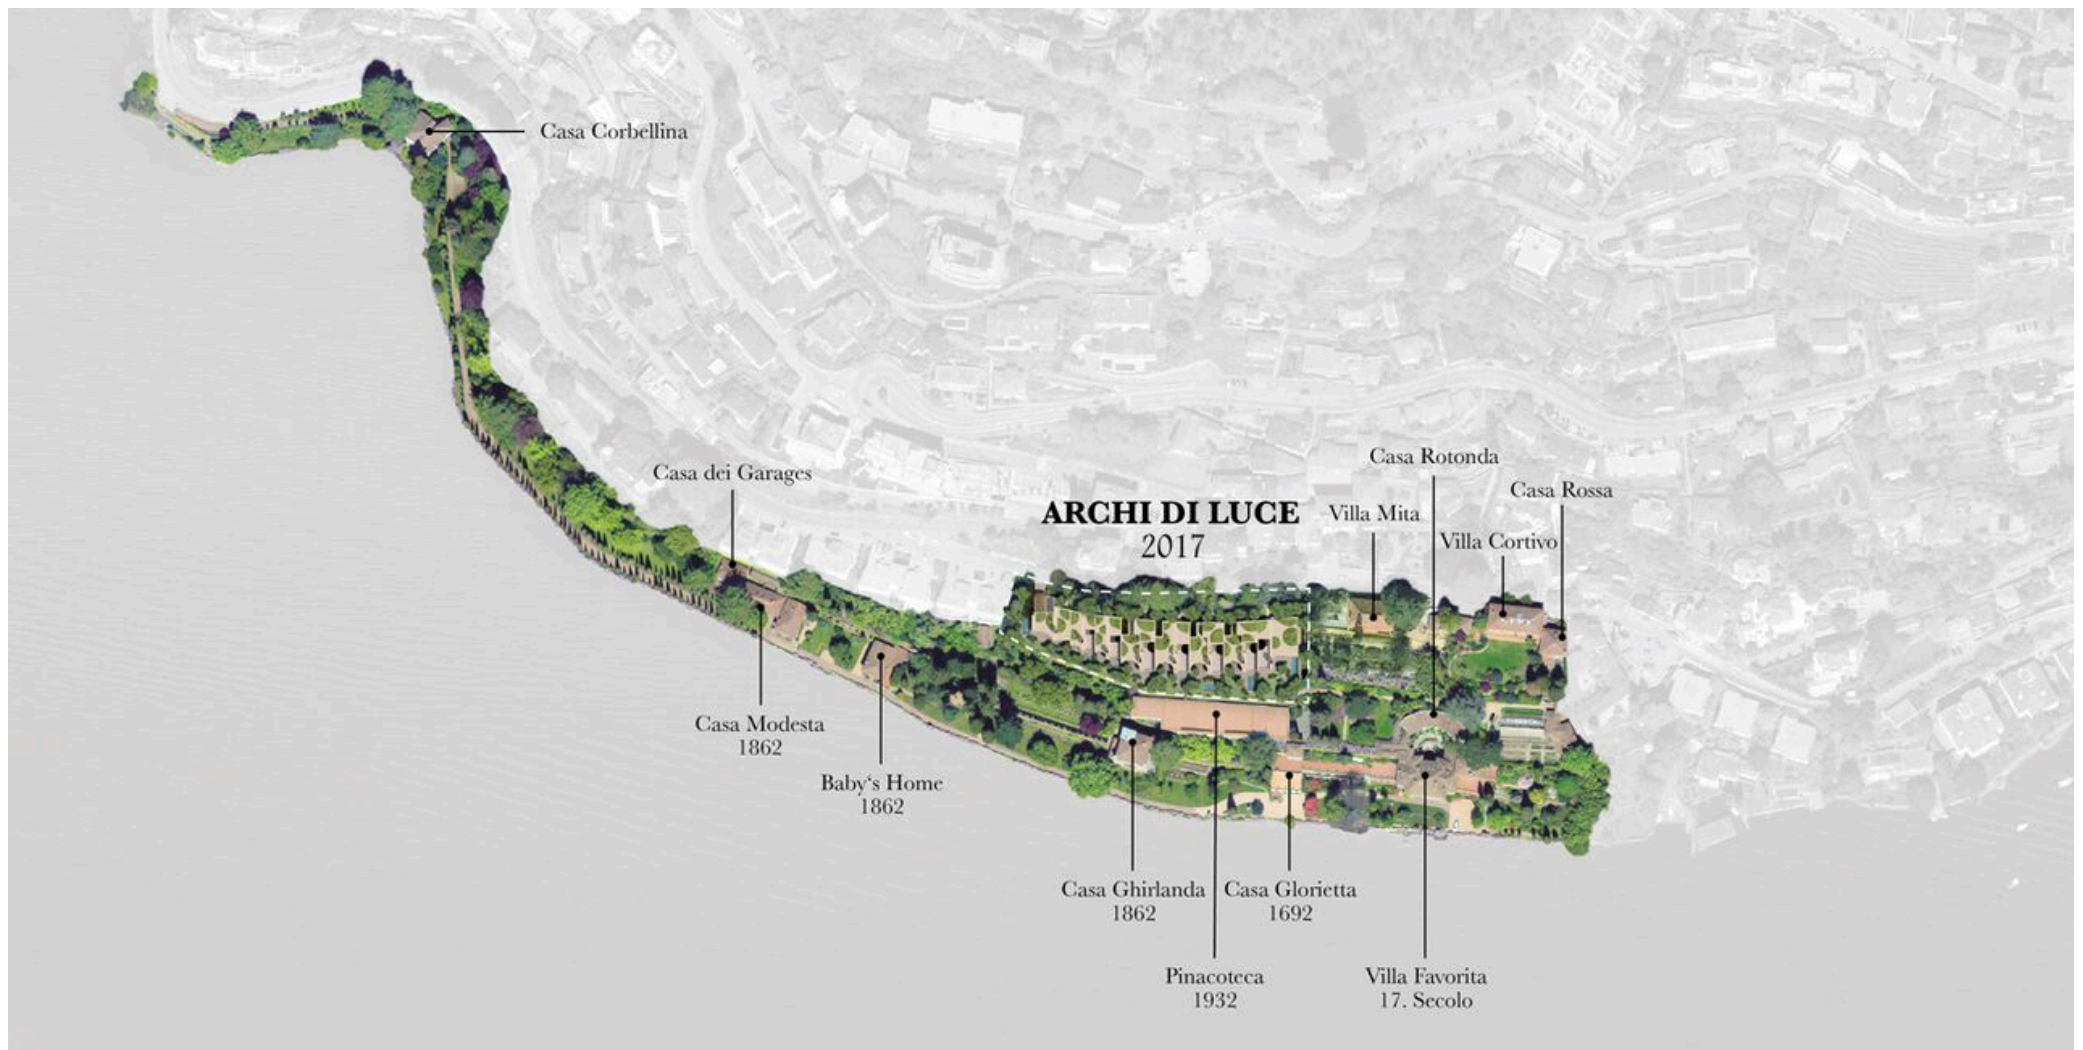 Casa Corbellina
Casa Rotonda
Casa dei Garages
Casa Rossa
ARCHI DI LUCE
2017
Villa Mita
Villa Cortivo
Casa Modesta
1862
Baby‘s Home
1862
Casa Ghirlanda
1862
Casa Glorietta
1692
Pinacoteca
1932
Villa Favorita
17. Secolo